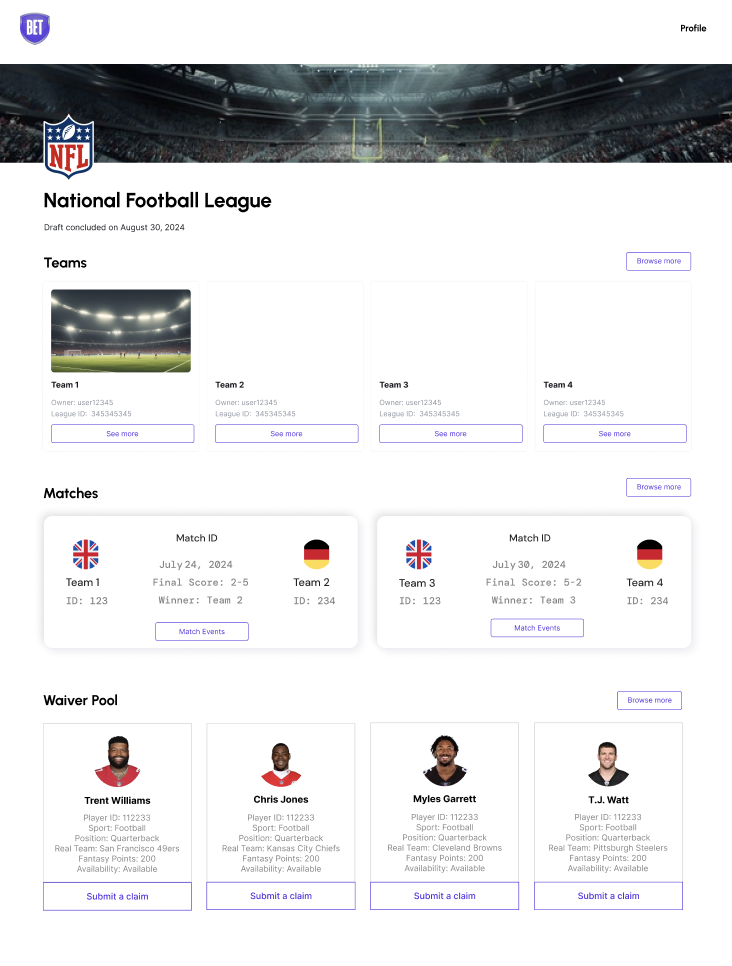 BET
Profile
NFL
National Football League
Draft concluded on August 30, 2024
Teams
Browse more
Team 1
Owner: user12345
League ID: 345345345
See more
Team 2
Owner: user12345
League ID: 345345345
See more
Team 3
Owner: user12345
League ID: 345345345
See more
Team 4
Owner: user12345
League ID: 345345345
See more
Matches
Browse more
Match ID
July 24, 2024
Team 1
Final Score: 2-5
Team 2
ID: 123
Winner: Team 2
ID: 234
Match Events
Match ID
July 30, 2024
Team 3
Final Score: 5-2
Team 4
ID: 123
Winner: Team 3
ID: 234
Match Events
Waiver Pool
Browse more
Trent Williams
Player ID: 112233
Sport: Football
Position: Quarterback
Real Team: San Francisco 49ers
Fantasy Points: 200
Availability: Available
Submit a claim
Chris Jones
Player ID: 112233
Sport: Football
Position: Quarterback
Real Team: Kansas City Chiefs
Fantasy Points: 200
Availability: Available
Submit a claim
Myles Garrett
Player ID: 112233
Sport: Football
Position: Quarterback
Real Team: Cleveland Browns
Fantasy Points: 200
Availability: Available
Submit a claim
T.J. Watt
Player ID: 112233
Sport: Football
Position: Quarterback
Real Team: Pittsburgh Steelers
Fantasy Points: 200
Availability: Available
Submit a claim